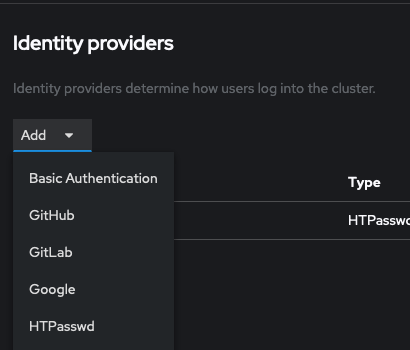 Identity providers
Identity providers determine how users log into the cluster.
Add
Basic Authentication
Type
GitHub
HTPasswd
GitLab
Google
HTPasswd